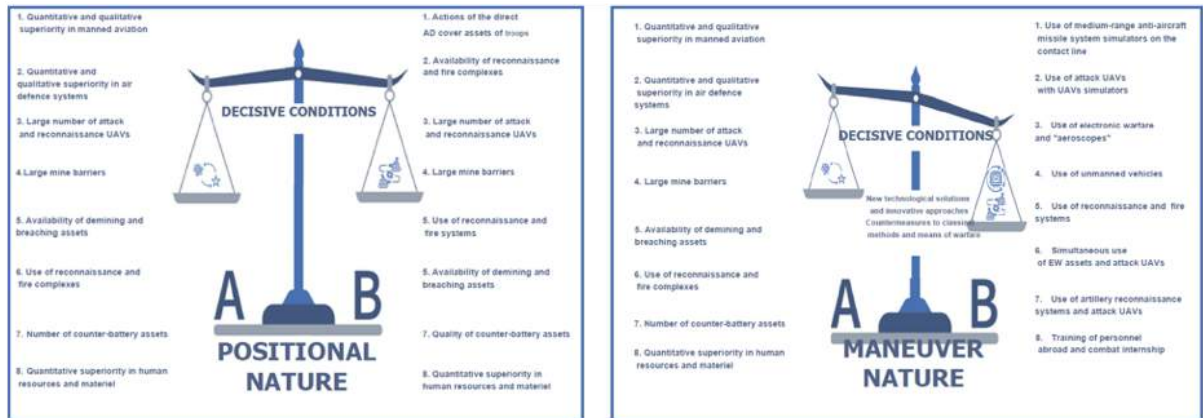 1. Quantitative and qualitative
superiority in manned aviation
2. Quantitative and
qualitative superiority in air
defence systems
3. Large number of attack
and reconnaissance UAVs
4.Large mine barriers
5. Availability of demining and
breaching assets
6. Use of reconnaissance and
fire complexes
7. Number of counter-battery assets
8. Quantitative superiority in human
resources and materiel
DECISIVE CONDITIONS
A B
POSITIONAL
NATURE
1. Actions of the direct
AD cover assets of troops
2. Availability of reconnaissance
and fire complexes
3. Large number of attack
and reconnaissance UAVs
4. Large mine barriers
5. Use of reconnaissance and
fire systems
5. Availability of demining and
breaching assets
7. Quality of counter-battery assets
8. Quantitative superiority in
human resources and materiel
1. Quantitative and qualitative
superiority in manned aviation
2. Quantitative and qualitative
superiority in air defence
systems
3. Large number of attack
and reconnaissance UAVs
4. Large mine barriers
5. Availability of demining and
breaching assets
6. Use of reconnaissance and
fire complexes
7. Number of counter-battery assets
8. Quantitative superiority in human
resources and materiel
DECISIVE CONDITIONS
New technological solutions
and innovative approaches
Countermeasures to classical
methods and means of warfare
A B
MANEUVER
NATURE
1. Use of medium-range anti-aircraft
missile system simulators on the
contact line
2. Use of attack UAVs
with UAVs simulators
3. Use of electronic warfare
and "aeroscopes"
4. Use of unmanned vehicles
5. Use of reconnaissance and fire
systems
6. Simultaneous use
of EW assets and attack UAVs
7. Use of artillery reconnaissance
systems and attack UAVs
8. Training of personnel
abroad and combat internship